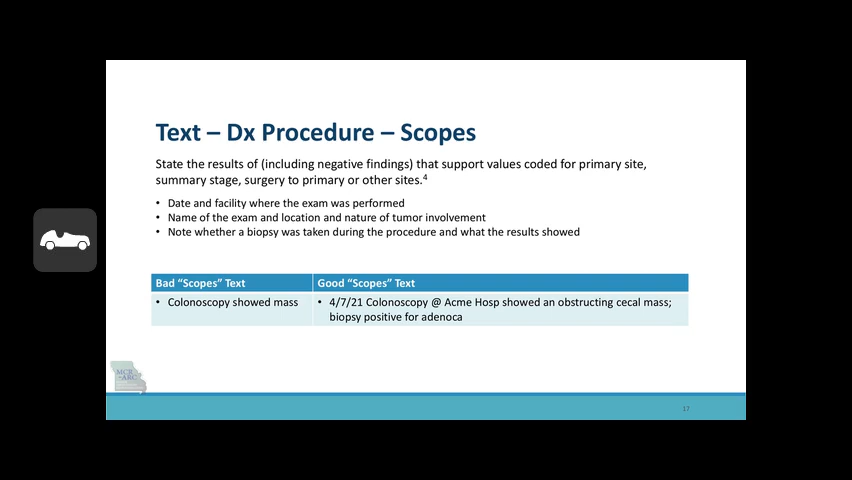 Text – Dx Procedure – Scopes
State the results of (including negative findings) that support values coded for primary site,
summary stage, surgery to primary or other sites.⁴
• Date and facility where the exam was performed
• Name of the exam and location and nature of tumor involvement
• Note whether a biopsy was taken during the procedure and what the results showed
Bad “Scopes” Text
Good “Scopes” Text
• Colonoscopy showed mass
• 4/7/21 Colonoscopy @ Acme Hosp showed an obstructing cecal mass;
biopsy positive for adenoca
MCR
ARC
17